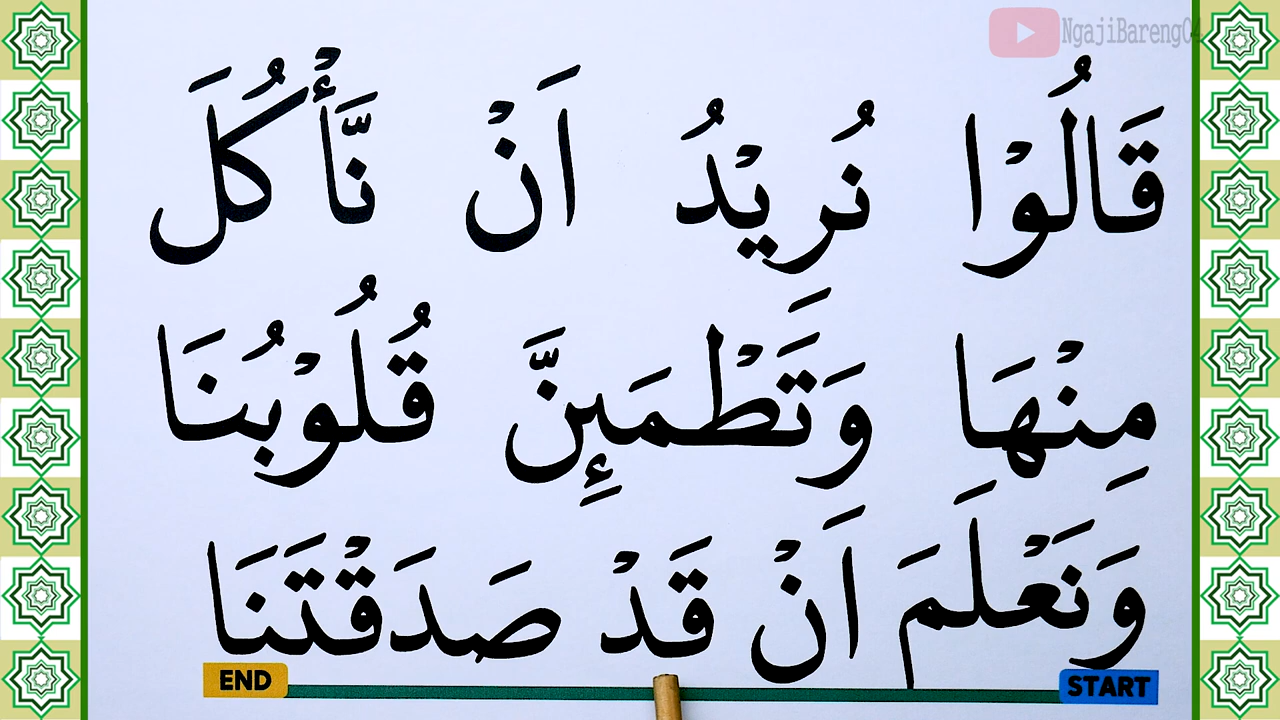 NgajiBareng04
قَالُوْا نُرِيْدُ اَنْ نَّأْكُلَ
مِنْهَا وَتَطْمَىِٕنَّ قُلُوْبُنَا
وَنَعْلَمَ اَنْ قَدْ صَدَقْتَنَا
END START